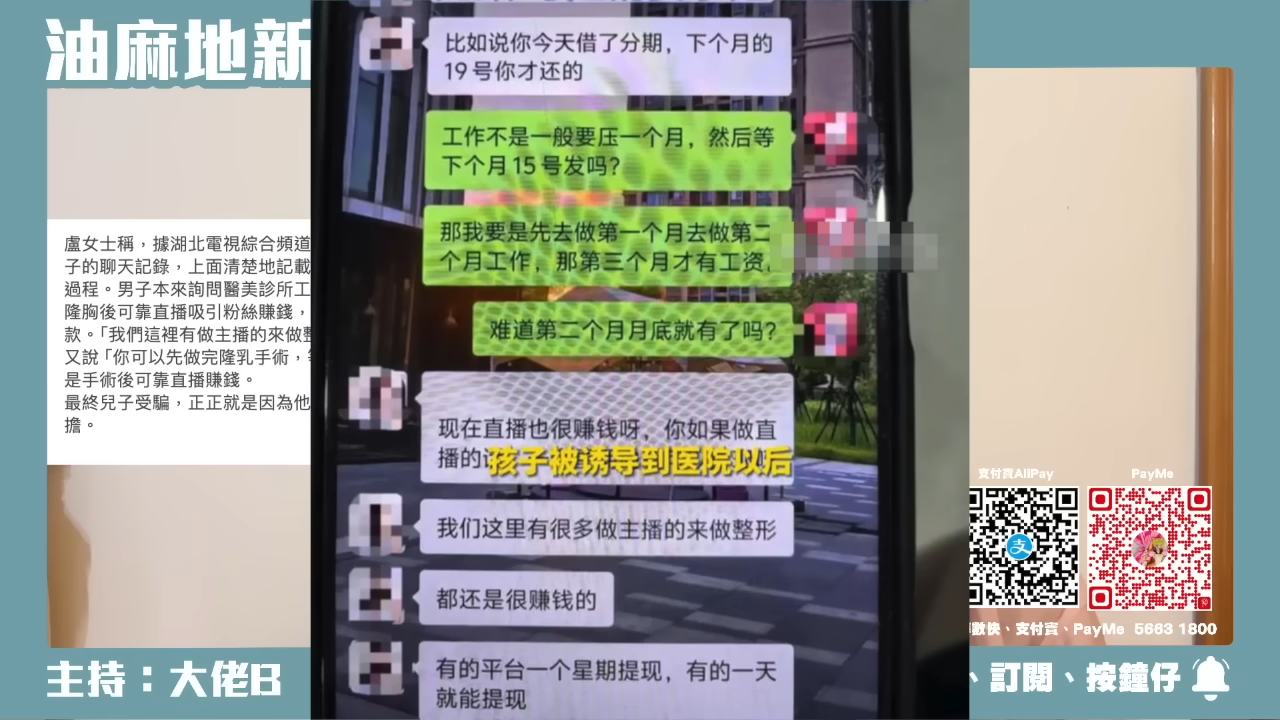 油麻地新
盧女士稱，據湖北電視綜合頻道
子的聊天記錄，上面清楚地記載
過程。男子本來詢問醫美診所工
隆胸後可靠直播吸引粉絲賺錢，
款。「我們這裡有做主播的來做整
又說「你可以先做完隆乳手術，
是手術後可靠直播賺錢。
最終兒子受騙，正正就是因為他
擔。
比如说你今天借了分期，下个月的
19号你才还的
工作不是一般要压一个月，然后等
下个月15号发吗？
那我要是先去做第一个月去做第二
个月工作，那第三个月才有工资，
难道第二个月月底就有了吗？
现在直播也很赚钱呀，你如果做直
播的
孩子被诱导到医院以后
我们这里有很多做主播的来做整形
都还是很赚钱的
有的平台一个星期提现，有的一天
就能提现
支付寳AliPay
PayMe
數快、支付寳、PayMe 5663 1800
主持：大佬B
、訂閱、按鐘仔